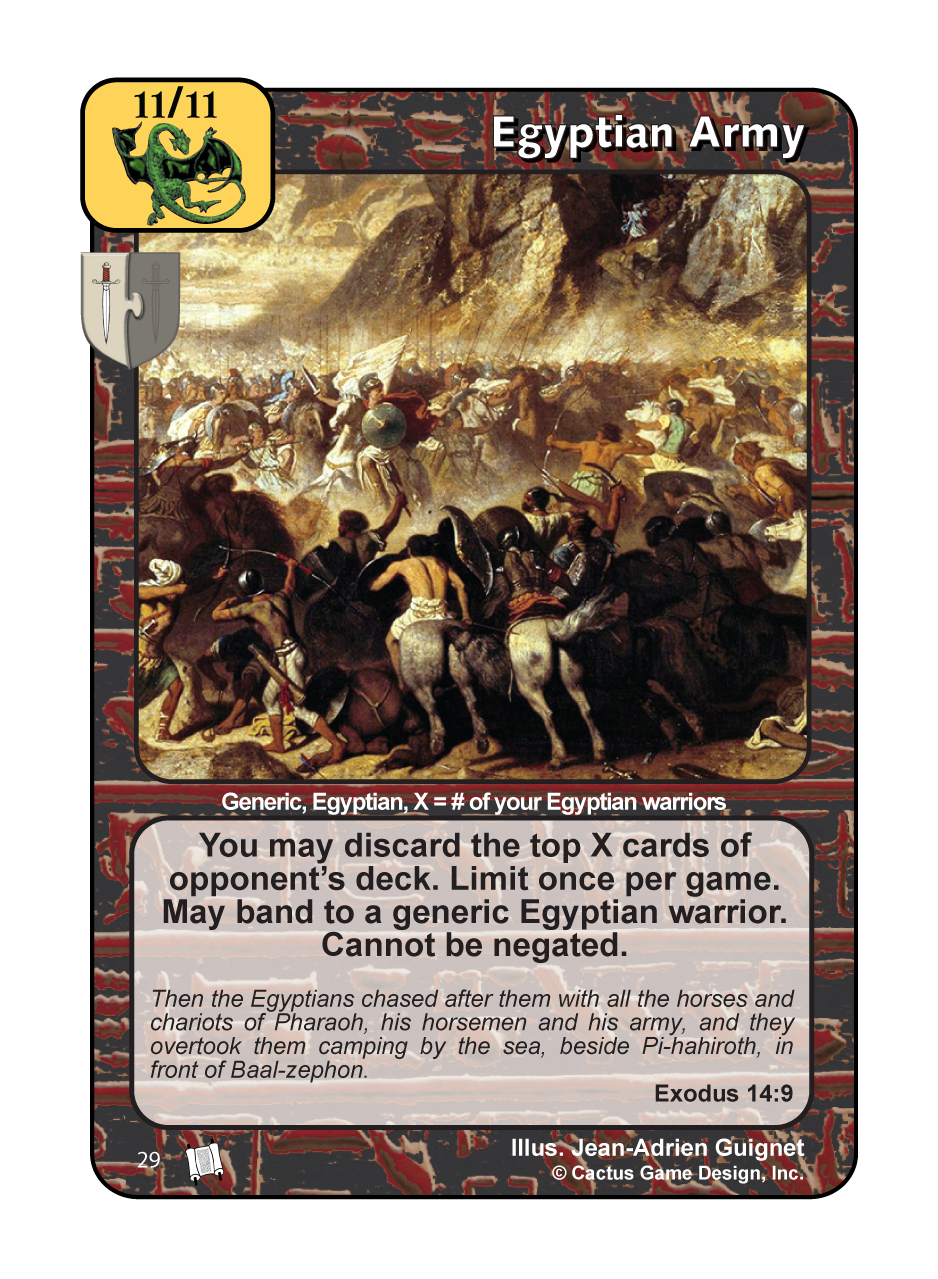 11/11
Egyptian Army
Generic, Egyptian, X = # of your Egyptian warriors
You may discard the top X cards of
opponent’s deck. Limit once per game.
May band to a generic Egyptian warrior.
Cannot be negated.
Then the Egyptians chased after them with all the horses and
chariots of Pharaoh, his horsemen and his army, and they
overtook them camping by the sea, beside Pi-hahiroth, in
front of Baal-zephon.
Exodus 14:9
29
Illus. Jean-Adrien Guignet
© Cactus Game Design, Inc.